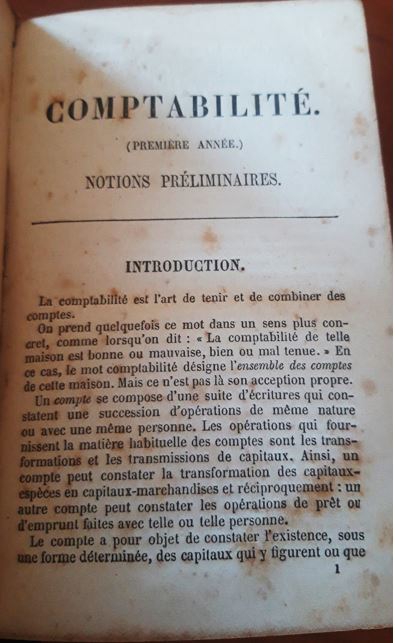 COMPTABILITÉ.
(PREMIÈRE ANNÉE.)
NOTIONS PRÉLIMINAIRES.
INTRODUCTION.
La comptabilité est l'art de tenir et de combiner des
comptes.
On prend quelquefois ce mot dans un sens plus con-
cret, comme lorsqu'on dit : « La comptabilité de telle
maison est bonne ou mauvaise, bien ou mal tenue. » En
ce cas, le mot comptabilité désigne l'ensemble des comptes
de cette maison. Mais ce n'est pas là son acception propre.
Un compte se compose d'une suite d'écritures qui con-
statent une succession d'opérations de même nature
ou avec une même personne. Les opérations qui four-
nissent la matière habituelle des comptes sont les trans-
formations et les transmissions de capitaux. Ainsi, un
compte peut constater la transformation des capitaux-
espèces en capitaux-marchandises et réciproquement : un
autre compte peut constater les opérations de prêt ou
d'emprunt faites avec telle ou telle personne.
Le compte a pour objet de constater l'existence, sous
une forme déterminée, des capitaux qui y figurent ou que
1